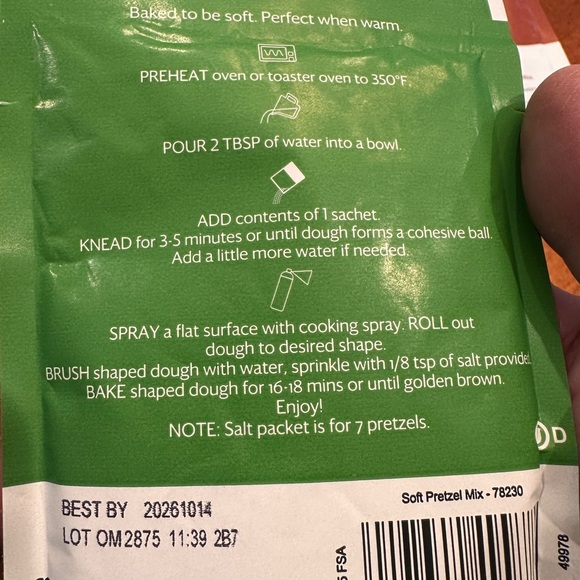 Baked to be soft. Perfect when warm.
PREHEAT oven or toaster oven to 350°F.
POUR 2 TBSP of water into a bowl.
ADD contents of 1 sachet.
KNEAD for 3-5 minutes or until dough forms a cohesive ball.
Add a little more water if needed.
SPRAY a flat surface with cooking spray. ROLL out
dough to desired shape.
BRUSH shaped dough with water, sprinkle with 1/8 tsp of salt provided
BAKE shaped dough for 16-18 mins or until golden brown.
Enjoy!
NOTE: Salt packet is for 7 pretzels.
D
BEST BY 20261014
LOT OM2875 11:39 2B7
Soft Pretzel Mix - 78230
5 FSA
49978